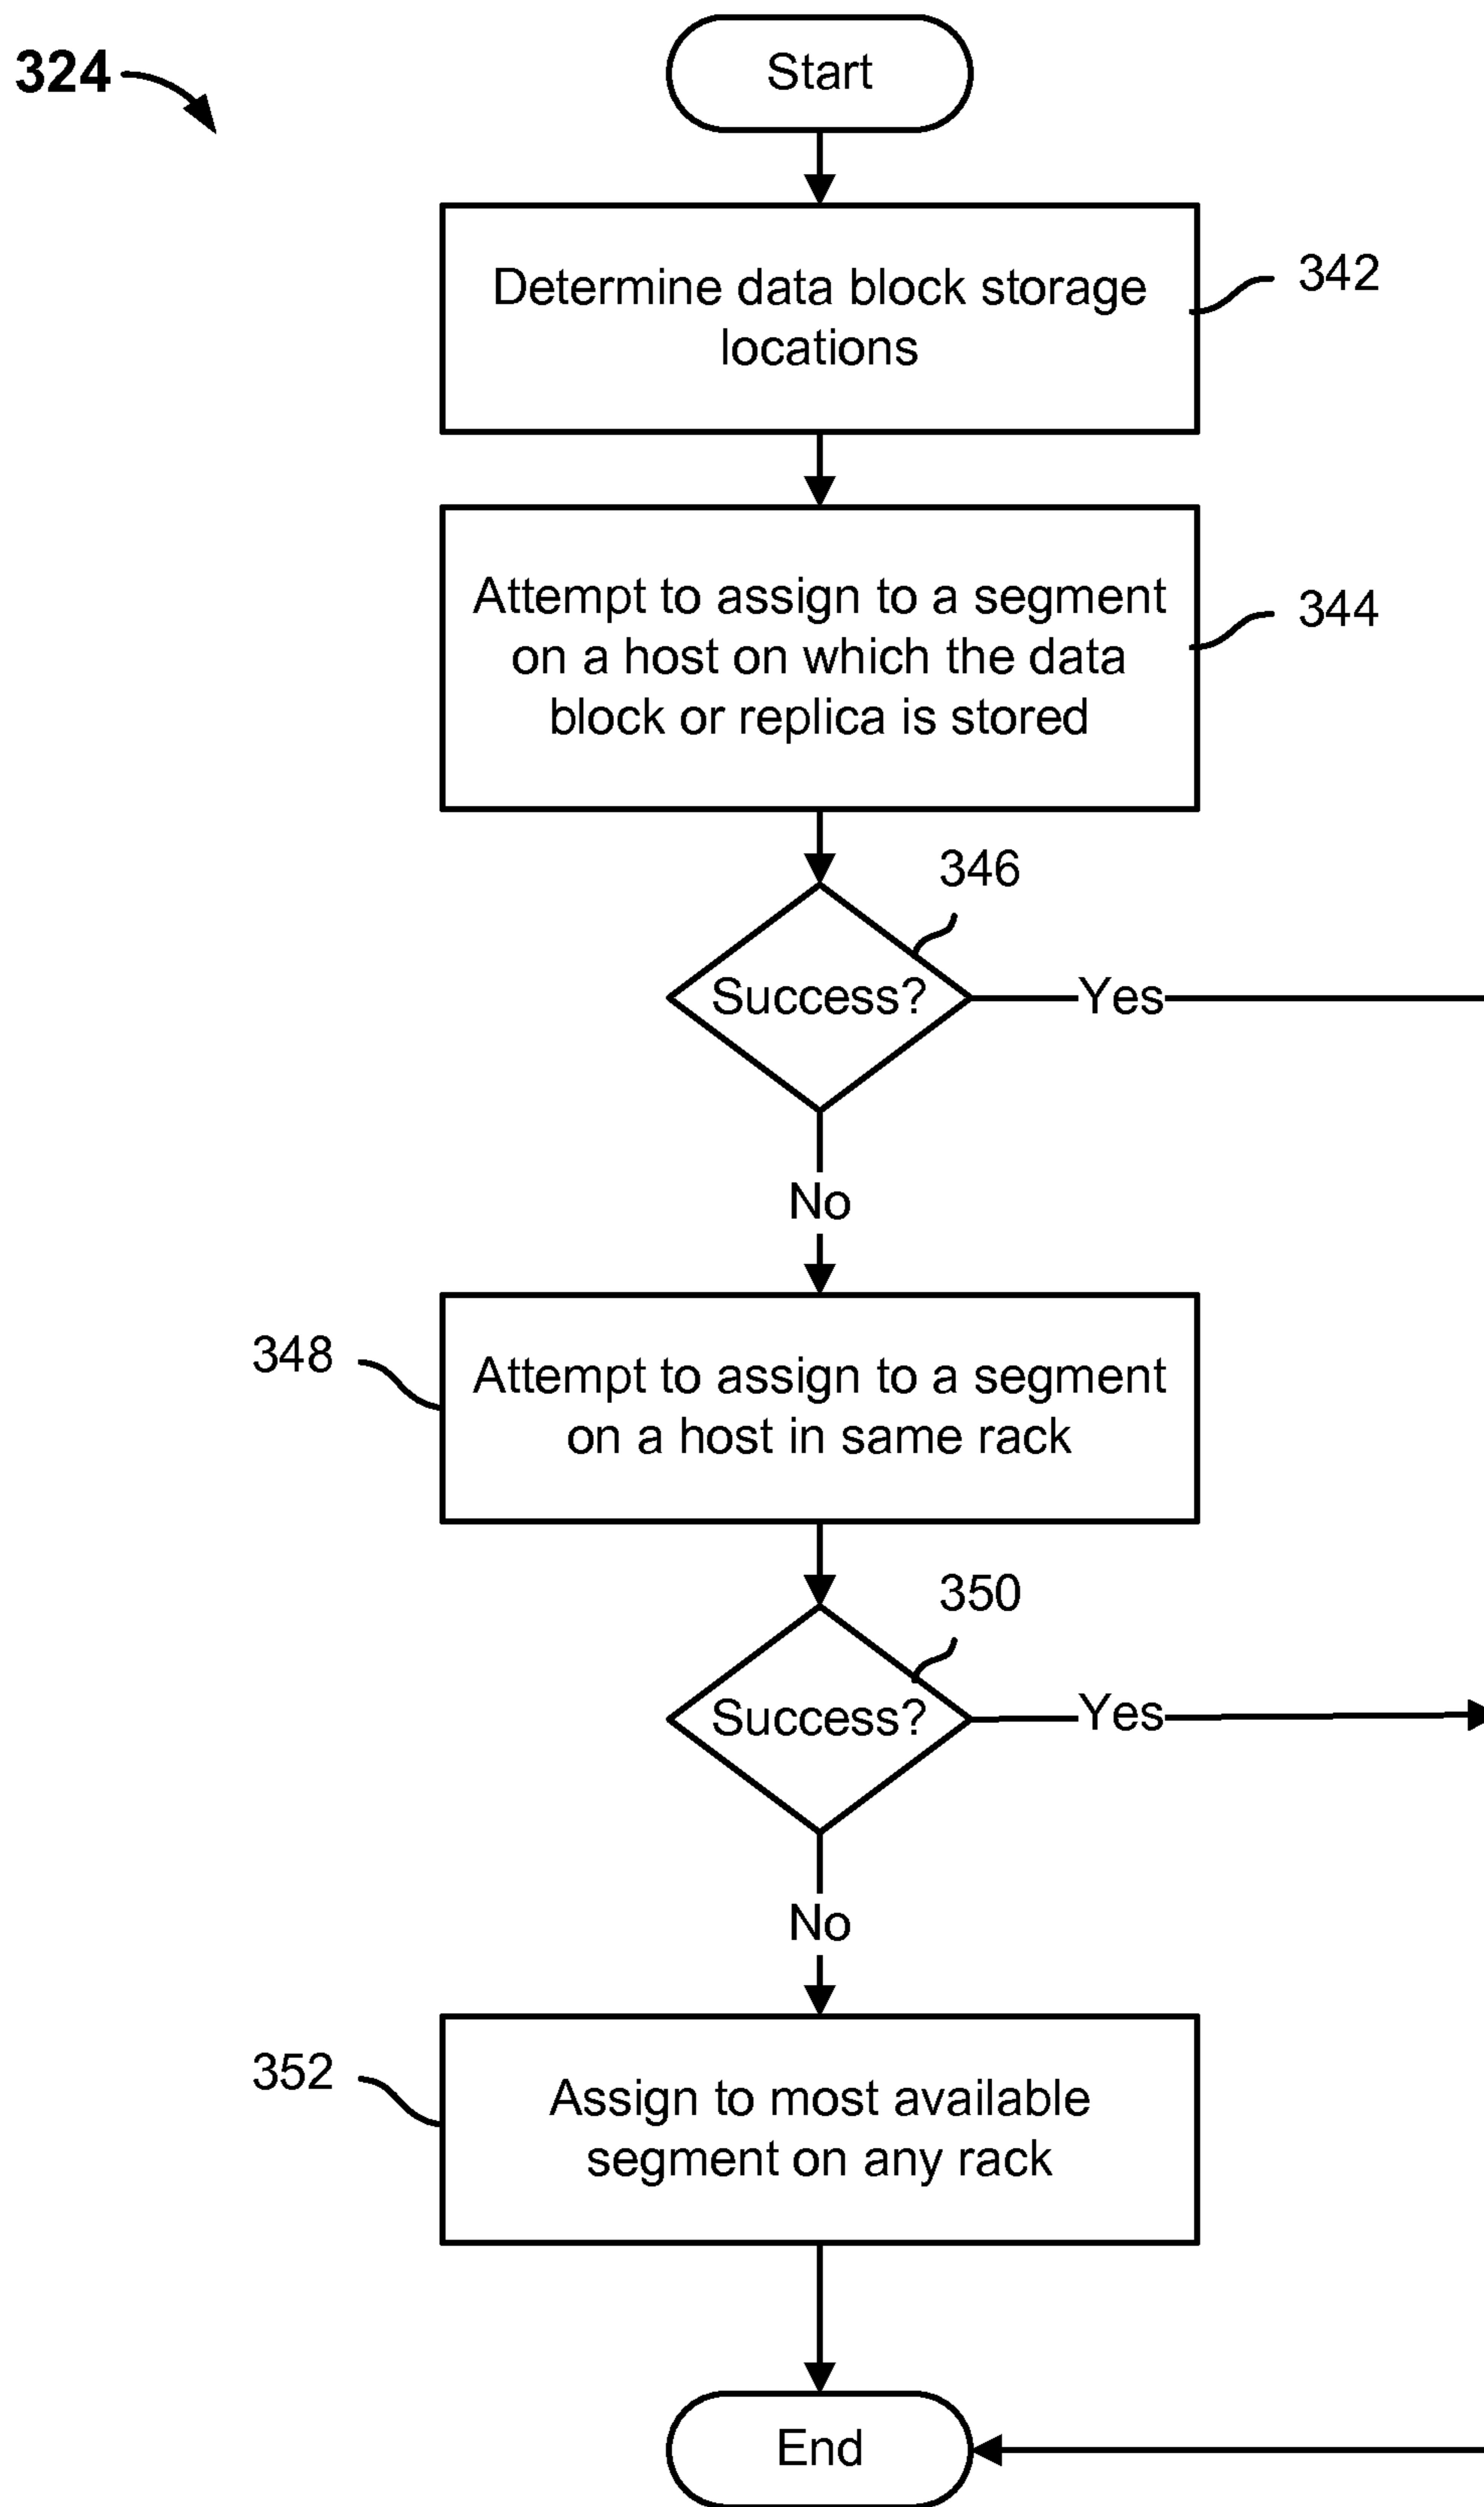 324
Start
Determine data block storage
locations
342
Attempt to assign to a segment
on a host on which the data
block or replica is stored
344
346
Success?
Yes
No
348
Attempt to assign to a segment
on a host in same rack
350
Success?
Yes
No
352
Assign to most available
segment on any rack
End